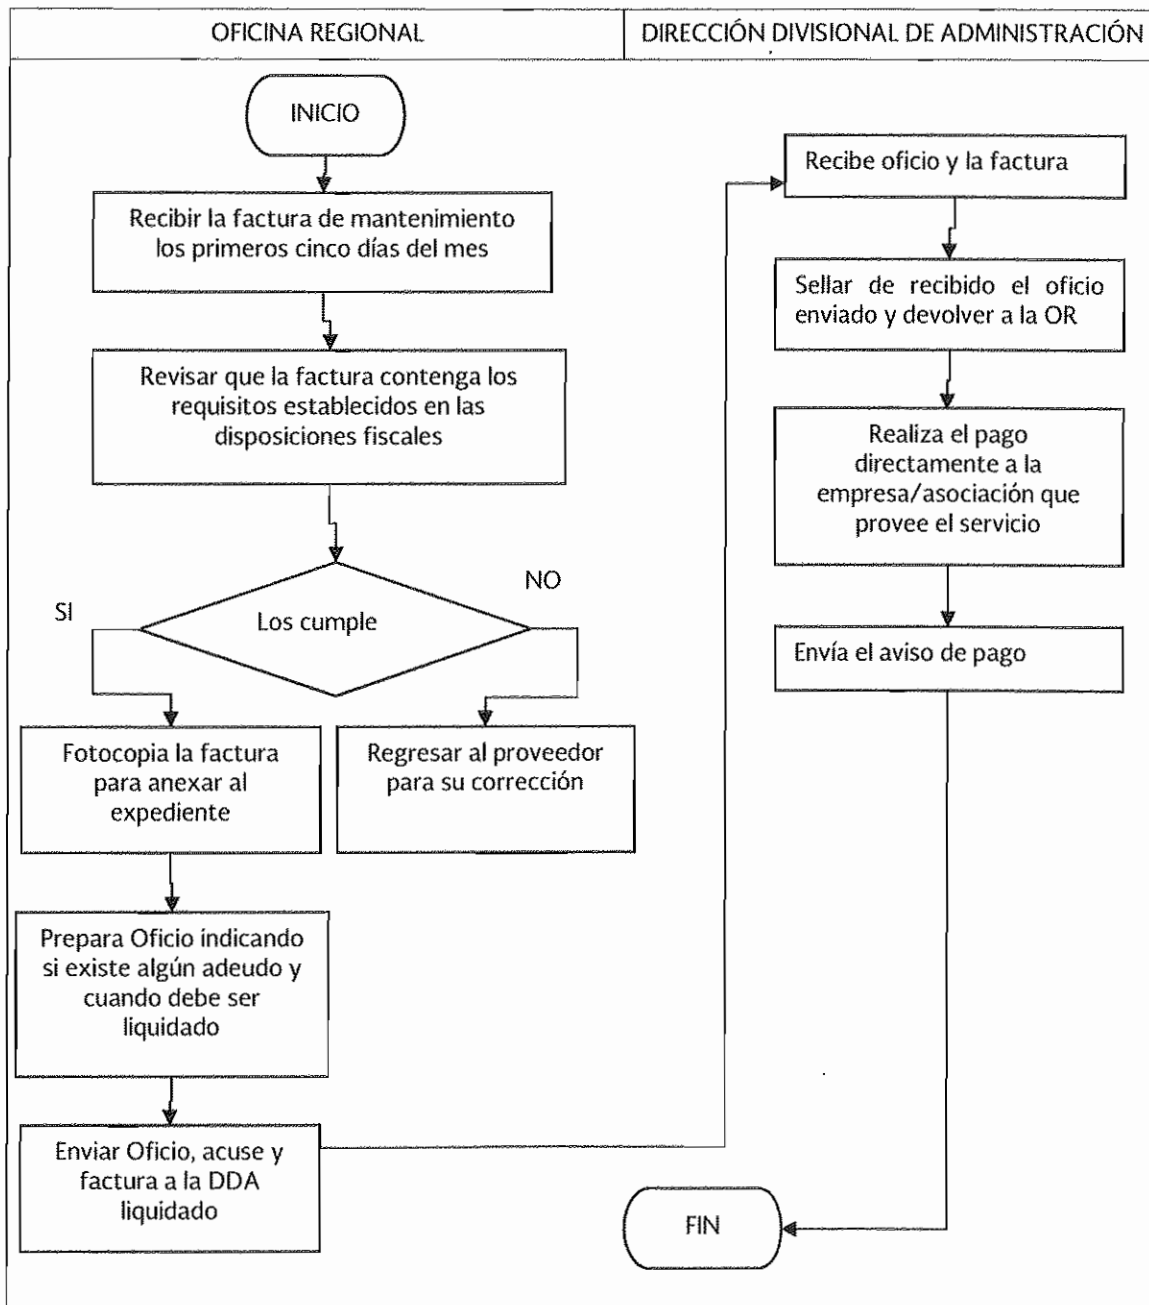 OFICINA REGIONAL
DIRECCIÓN DIVISIONAL DE ADMINISTRACIÓN
INICIO
Recibir la factura de mantenimiento
los primeros cinco días del mes
Revisar que la factura contenga los
requisitos establecidos en las
disposiciones fiscales
Los cumple
SI
NO
Fotocopia la factura
para anexar al
expediente
Regresar al proveedor
para su corrección
Prepara Oficio indicando
si existe algún adeudo y
cuando debe ser
liquidado
Enviar Oficio, acuse y
factura a la DDA
liquidado
Recibe oficio y la factura
Sellar de recibido el oficio
enviado y devolver a la OR
Realiza el pago
directamente a la
empresa/asociación que
provee el servicio
Envía el aviso de pago
FIN